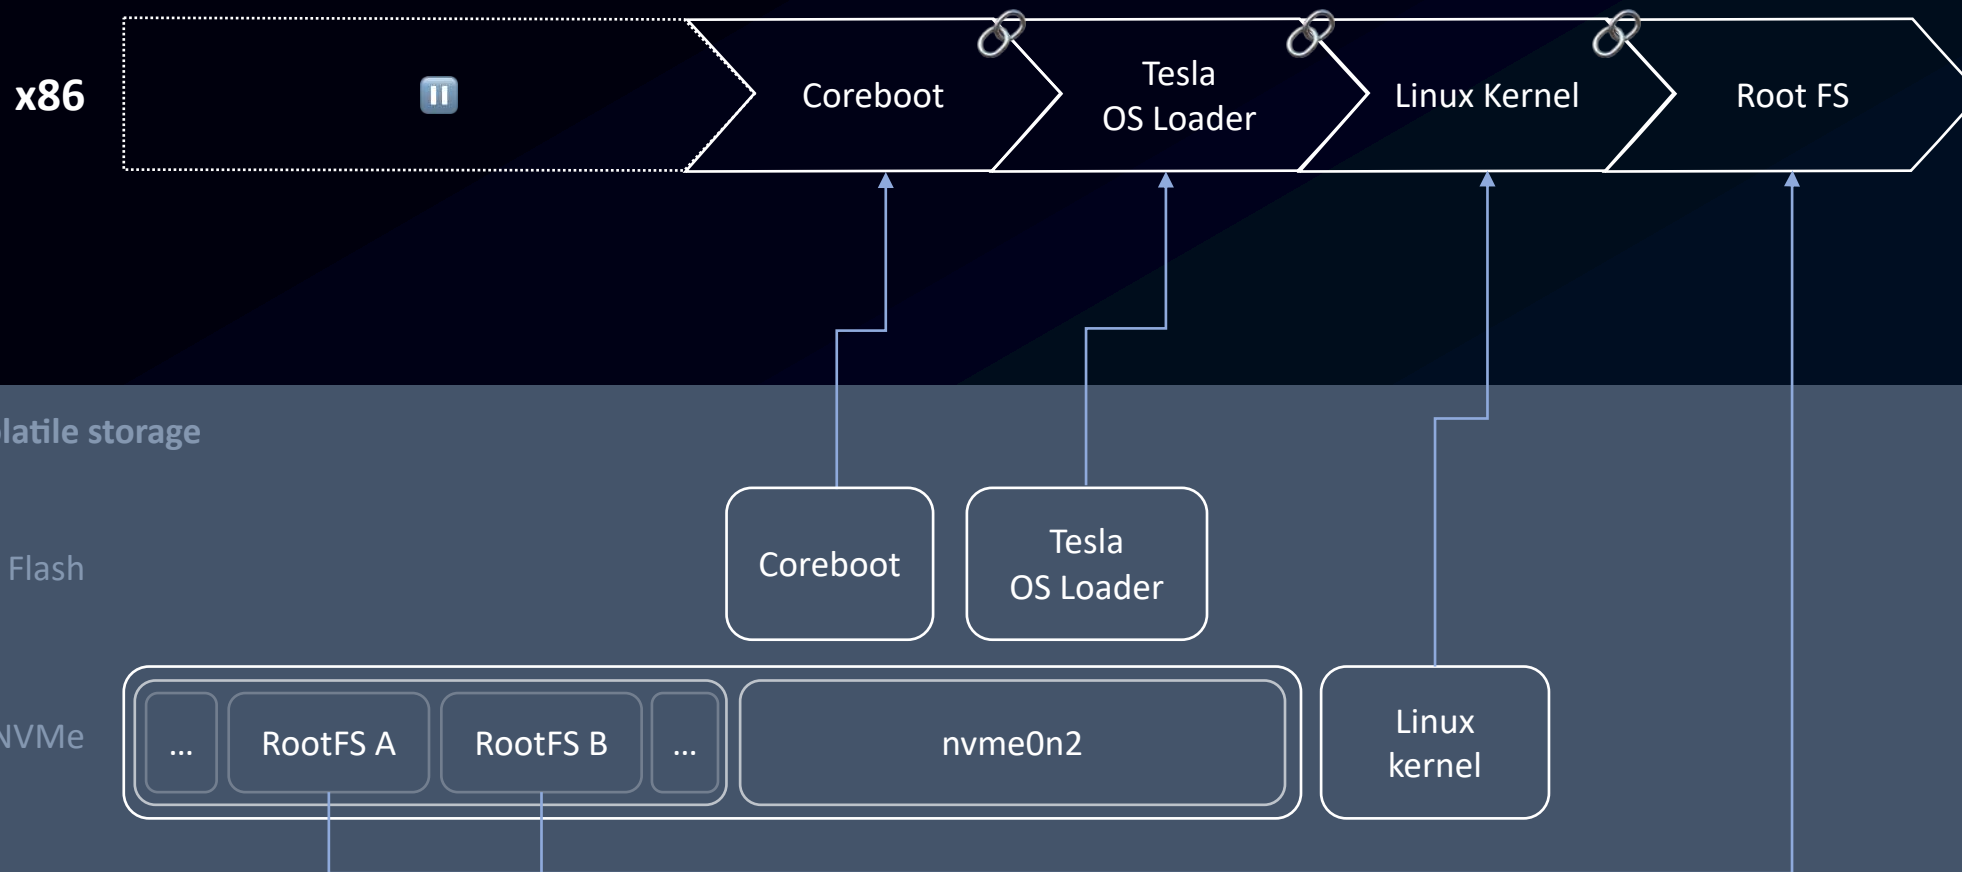 x86
Coreboot
Tesla
OS Loader
Linux Kernel
Root FS
storage
Flash
Coreboot
Tesla
OS Loader
NVMe
...
RootFS A
RootFS B
...
nvme0n2
Linux
kernel